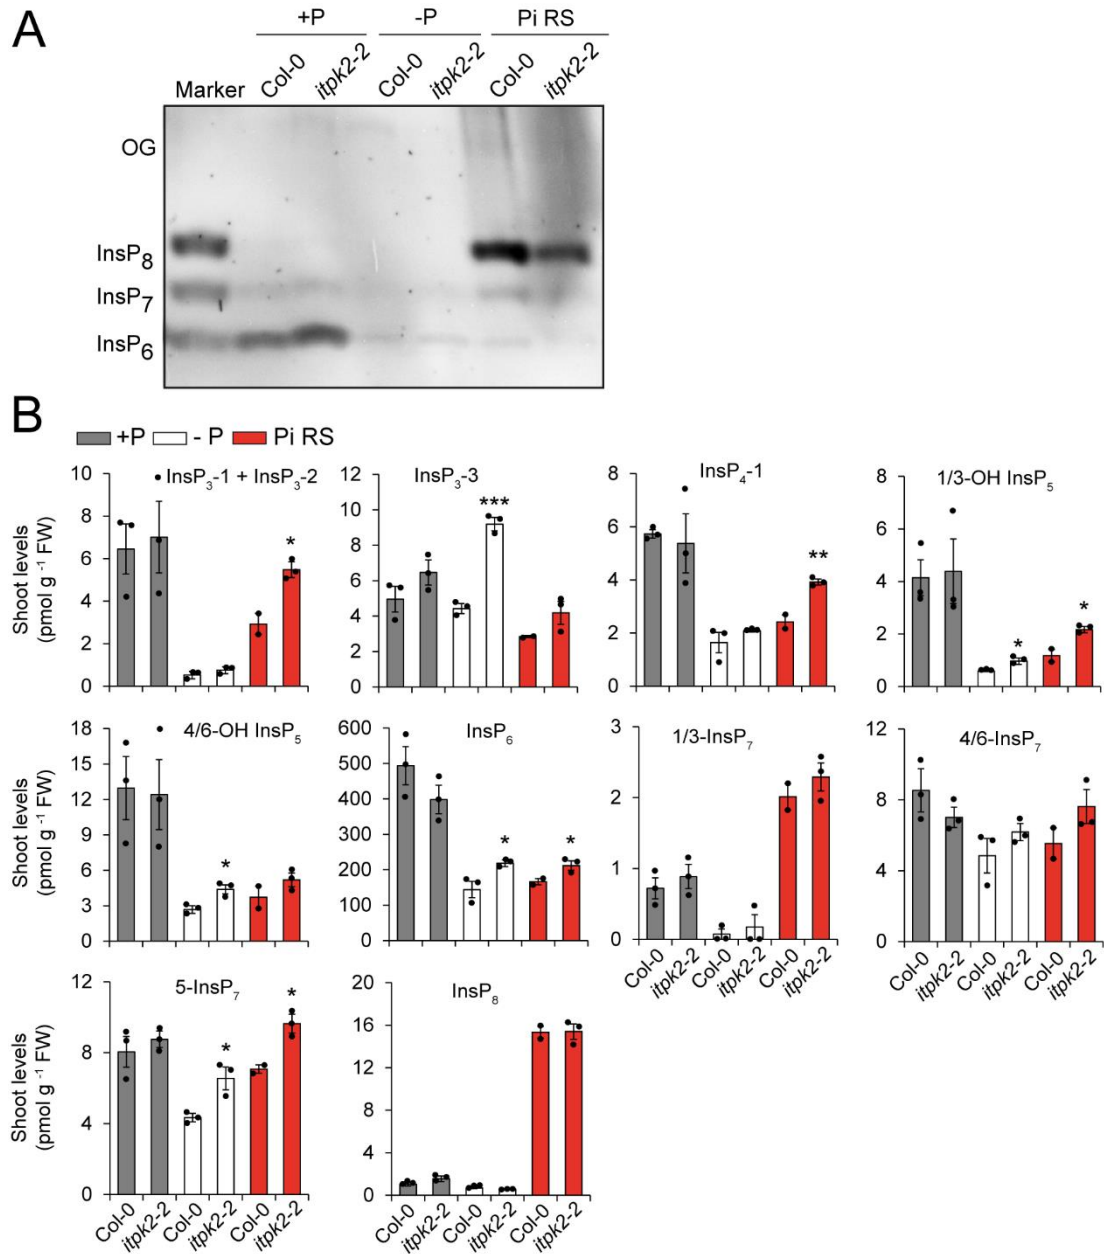 A
+P -P Pi RS
Marker Col-0 itpk2-2 Col-0 itpk2-2 Col-0 itpk2-2
OG
InsP8
InsP7
InsP6
B
+P - P Pi RS
Shoot levels (pmol g -1 FW)
InsP3-1 + InsP3-2
10
8
6
4
2
0
*
InsP3-3
12
10
8
6
4
2
0
***
InsP4-1
8
6
4
2
0
**
1/3-OH InsP5
8
6
4
2
0
*
*
Shoot levels (pmol g -1 FW)
4/6-OH InsP5
18
15
12
9
6
3
0
*
InsP6
600
500
400
300
200
100
0
*
*
1/3-InsP7
3
2
1
0
Col-0 itpk2-2 Col-0 itpk2-2 Col-0 itpk2-2
4/6-InsP7
12
8
4
0
Col-0 itpk2-2 Col-0 itpk2-2 Col-0 itpk2-2
Shoot levels (pmol g -1 FW)
5-InsP7
12
8
4
0
*
*
Col-0 itpk2-2 Col-0 itpk2-2 Col-0 itpk2-2
InsP8
20
16
12
8
4
0
Col-0 itpk2-2 Col-0 itpk2-2 Col-0 itpk2-2